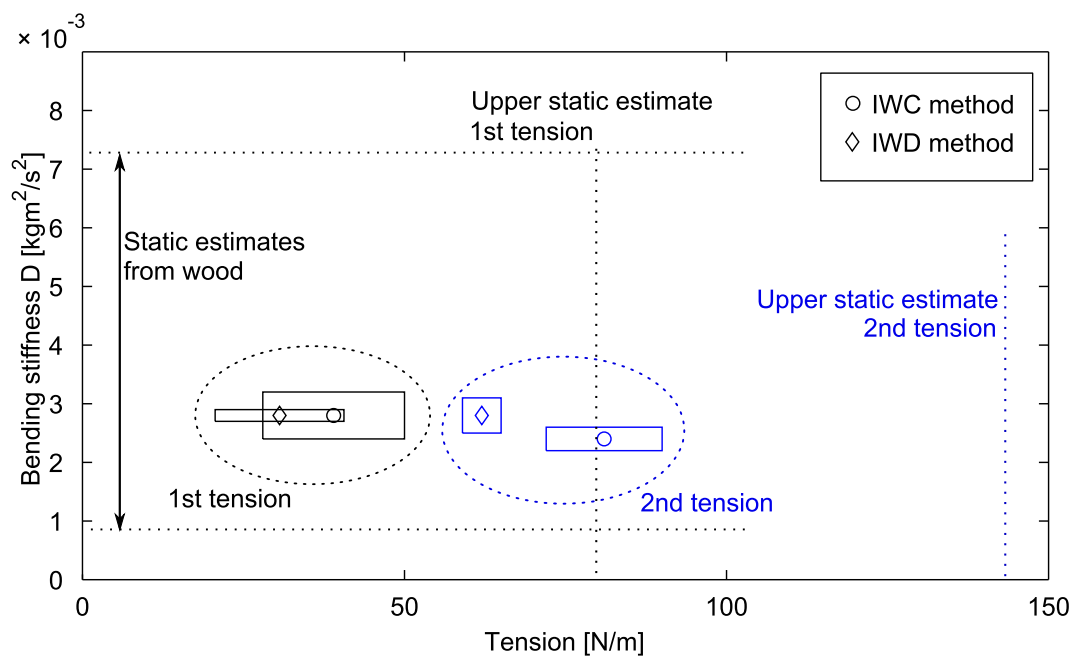 × 10⁻³
8
7
6
5
4
3
2
1
0
Bending stiffness D [kgm²/s²]
Upper static estimate
1st tension
IWC method
IWD method
Static estimates
from wood
Upper static estimate
2nd tension
1st tension
2nd tension
0
50
100
150
Tension [N/m]